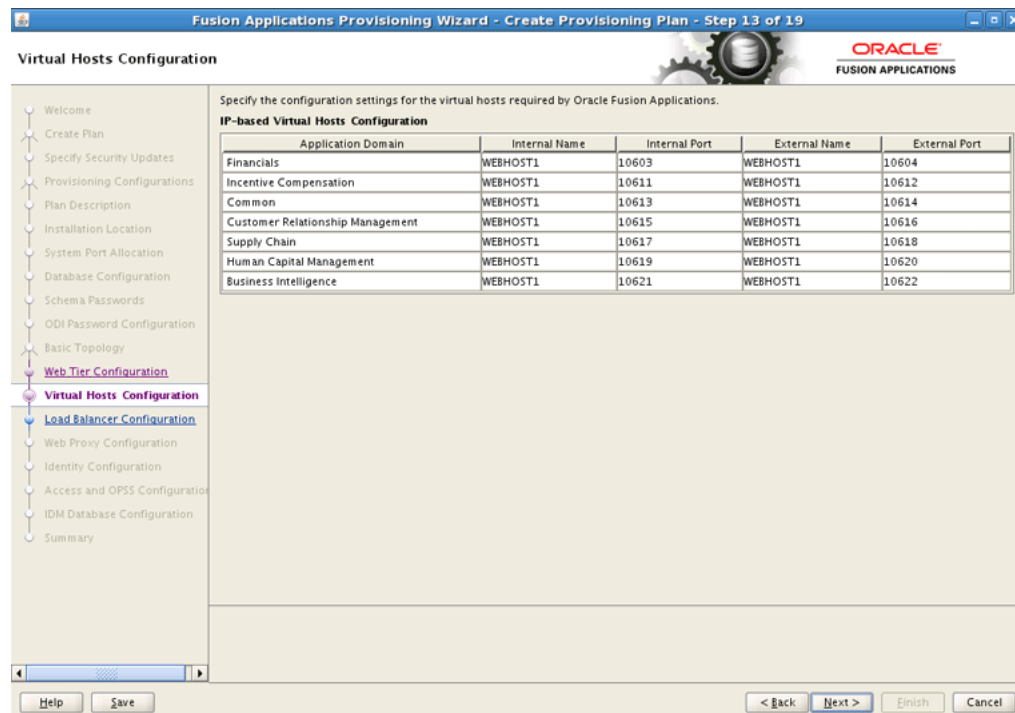 Fusion Applications Provisioning Wizard - Create Provisioning Plan - Step 13 of 19
Virtual Hosts Configuration
ORACLE
FUSION APPLICATIONS
Welcome
Create Plan
Specify Security Updates
Provisioning Configurations
Plan Description
Installation Location
System Port Allocation
Database Configuration
Schema Passwords
ODI Password Configuration
Basic Topology
Web Tier Configuration
Virtual Hosts Configuration
Load Balancer Configuration
Web Proxy Configuration
Identity Configuration
Access and OPSS Configuration
IDM Database Configuration
Summary
Specify the configuration settings for the virtual hosts required by Oracle Fusion Applications.
IP-based Virtual Hosts Configuration
Application Domain Internal Name Internal Port External Name External Port
Financials WEBHOST1 10603 WEBHOST1 10604
Incentive Compensation WEBHOST1 10611 WEBHOST1 10612
Common WEBHOST1 10613 WEBHOST1 10614
Customer Relationship Management WEBHOST1 10615 WEBHOST1 10616
Supply Chain WEBHOST1 10617 WEBHOST1 10618
Human Capital Management WEBHOST1 10619 WEBHOST1 10620
Business Intelligence WEBHOST1 10621 WEBHOST1 10622
Help Save < Back Next > Finish Cancel